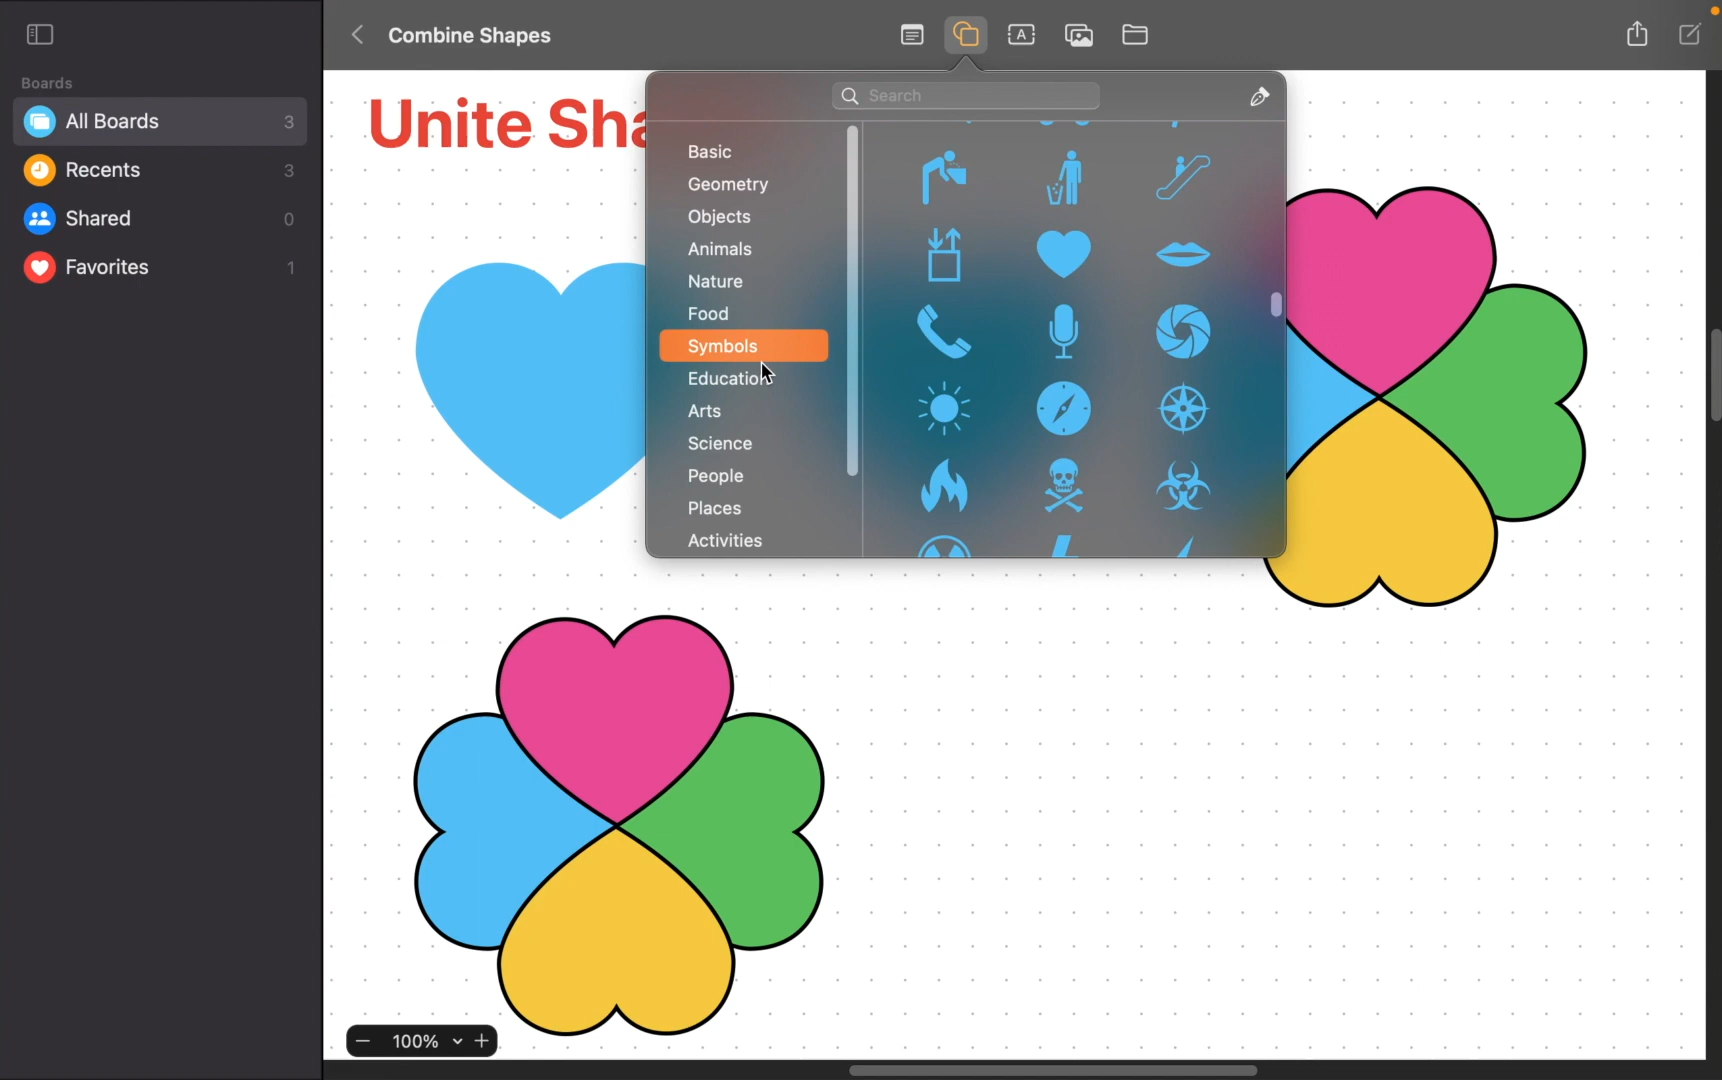 Combine Shapes
Boards
All Boards 3
Recents 3
Shared 0
Favorites 1
Unite Sha
Search
Basic
Geometry
Objects
Animals
Nature
Food
Symbols
Education
Arts
Science
People
Places
Activities
A
100%